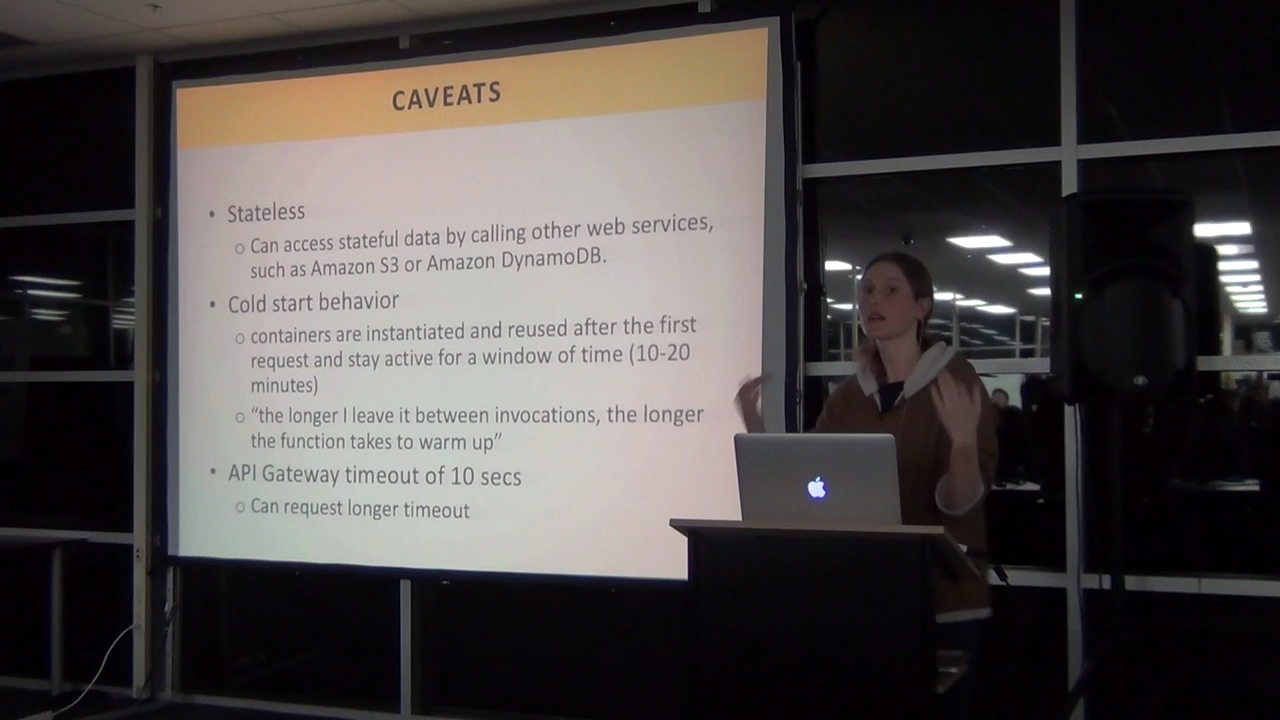 CAVEATS
• Stateless
o Can access stateful data by calling other web services,
such as Amazon S3 or Amazon DynamoDB.
• Cold start behavior
o containers are instantiated and reused after the first
request and stay active for a window of time (10-20
minutes)
o “the longer I leave it between invocations, the longer
the function takes to warm up”
• API Gateway timeout of 10 secs
o Can request longer timeout